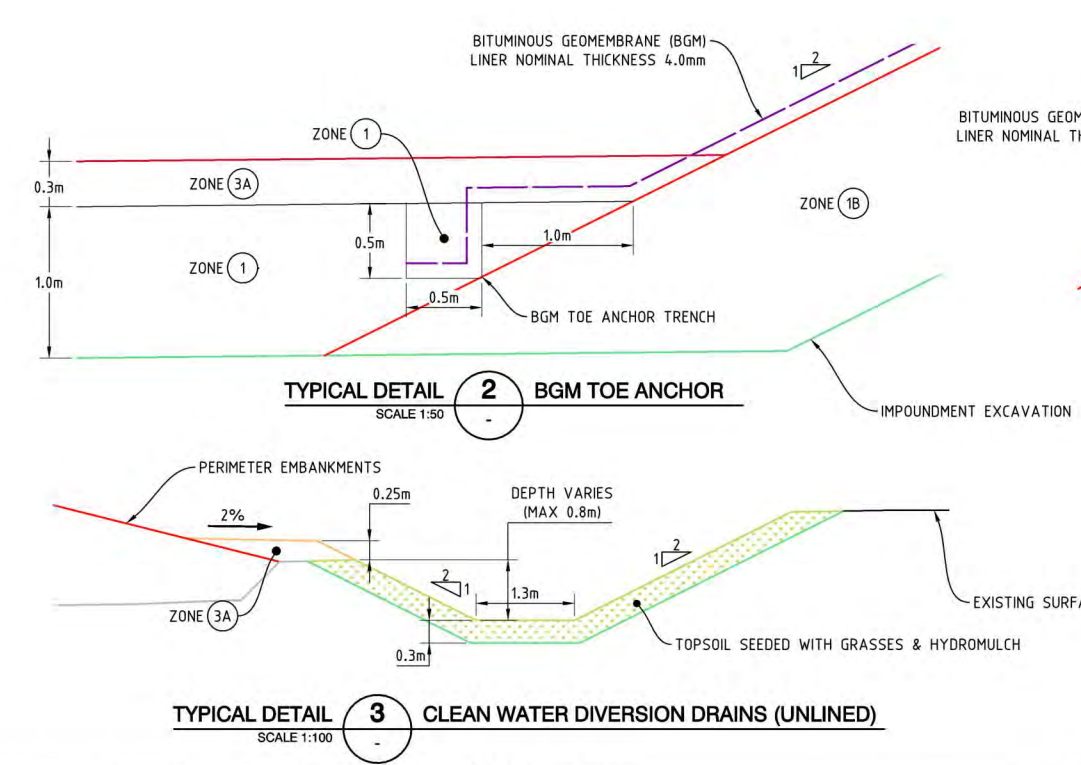 BITUMINOUS GEOMEMBRANE (BGM)
LINER NOMINAL THICKNESS 4.0mm
1
2
BITUMINOUS GEOM
LINER NOMINAL TH
ZONE 1
0.3m
ZONE 3A
ZONE 1B
0.5m
1.0m
ZONE 1
1.0m
0.5m
BGM TOE ANCHOR TRENCH
TYPICAL DETAIL 2 BGM TOE ANCHOR
SCALE 1:50
-
IMPOUNDMENT EXCAVATION
PERIMETER EMBANKMENTS
0.25m
DEPTH VARIES
(MAX 0.8m)
2%
2
1
1
2
1.3m
ZONE 3A
EXISTING SURFA
0.3m
TOPSOIL SEEDED WITH GRASSES & HYDROMULCH
TYPICAL DETAIL 3 CLEAN WATER DIVERSION DRAINS (UNLINED)
SCALE 1:100
-